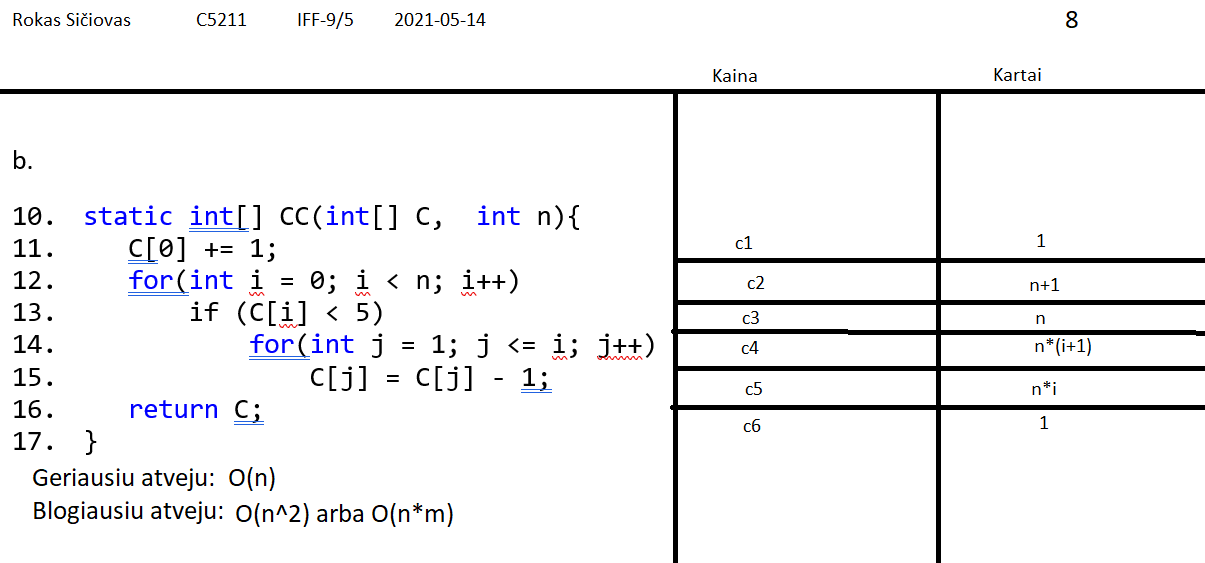 Rokas Sičiovas C5211 IFF-9/5 2021-05-14 8
Kaina Kartai
b.
10. static int[] CC(int[] C, int n){
11. C[0] += 1; c1 1
12. for(int i = 0; i < n; i++) c2 n+1
13. if (C[i] < 5) c3 n
14. for(int j = 1; j <= i; j++) c4 n*(i+1)
15. C[j] = C[j] - 1; c5 n*i
16. return C; c6 1
17. }
Geriausiu atveju: O(n)
Blogiausiu atveju: O(n^2) arba O(n*m)